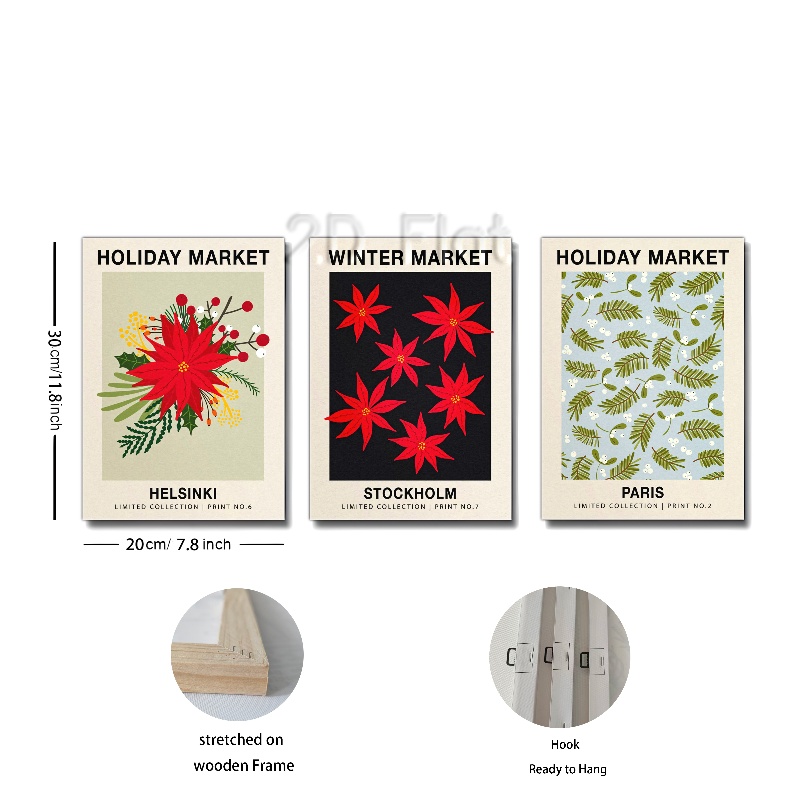 2D Flat
HOLIDAY MARKET
HELSINKI
LIMITED COLLECTION | PRINT NO.6
WINTER MARKET
STOCKHOLM
LIMITED COLLECTION | PRINT NO.7
HOLIDAY MARKET
PARIS
LIMITED COLLECTION | PRINT NO.2
30cm/11.8inch
20cm/ 7.8 inch
stretched on
wooden Frame
Hook
Ready to Hang